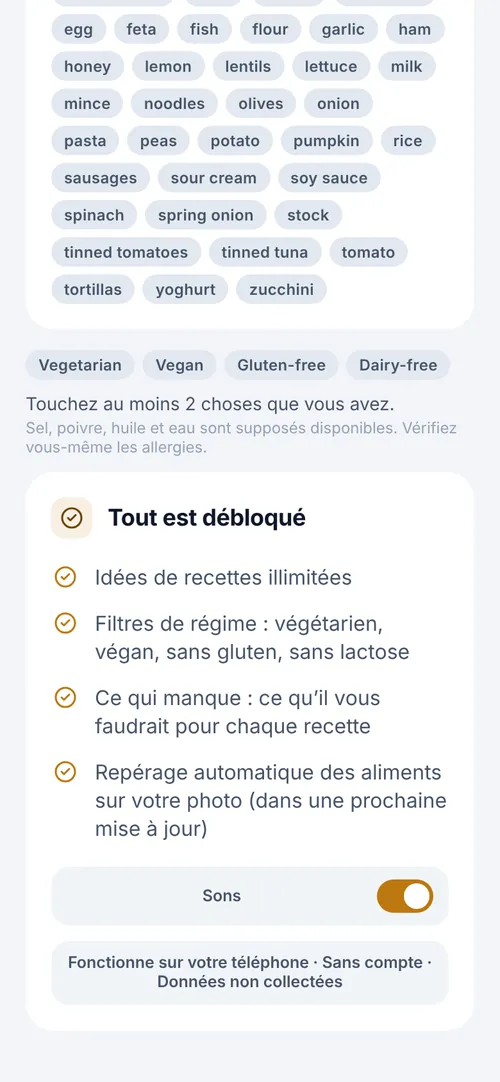 egg feta fish flour garlic ham
honey lemon lentils lettuce milk
mince noodles olives onion
pasta peas potato pumpkin rice
sausages sour cream soy sauce
spinach spring onion stock
tinned tomatoes tinned tuna tomato
tortillas yoghurt zucchini
Vegetarian Vegan Gluten-free Dairy-free
Touchez au moins 2 choses que vous avez.
Sel, poivre, huile et eau sont supposés disponibles. Vérifiez
vous-même les allergies.
Tout est débloqué
Idées de recettes illimitées
Filtres de régime : végétarien,
végan, sans gluten, sans lactose
Ce qui manque : ce qu’il vous
faudrait pour chaque recette
Repérage automatique des aliments
sur votre photo (dans une prochaine
mise à jour)
Sons
Fonctionne sur votre téléphone · Sans compte ·
Données non collectées